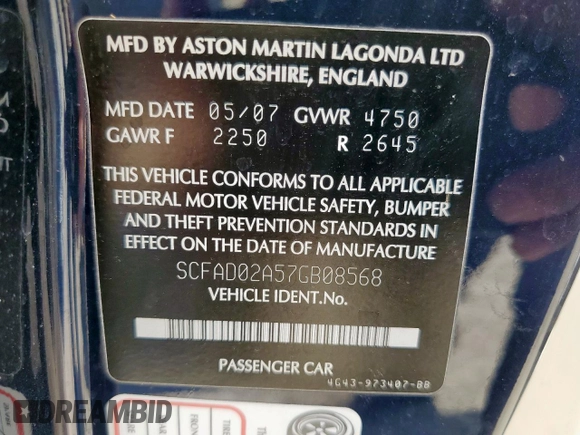 MFD BY ASTON MARTIN LAGONDA LTD
WARWICKSHIRE, ENGLAND
MFD DATE 05/07 GVWR 4750
GAWR F 2250 R 2645
THIS VEHICLE CONFORMS TO ALL APPLICABLE
FEDERAL MOTOR VEHICLE SAFETY, BUMPER
AND THEFT PREVENTION STANDARDS IN
EFFECT ON THE DATE OF MANUFACTURE
SCFAD02A57GB08568
VEHICLE IDENT.No.
PASSENGER CAR
4G43-973407-BB
DREAMBID